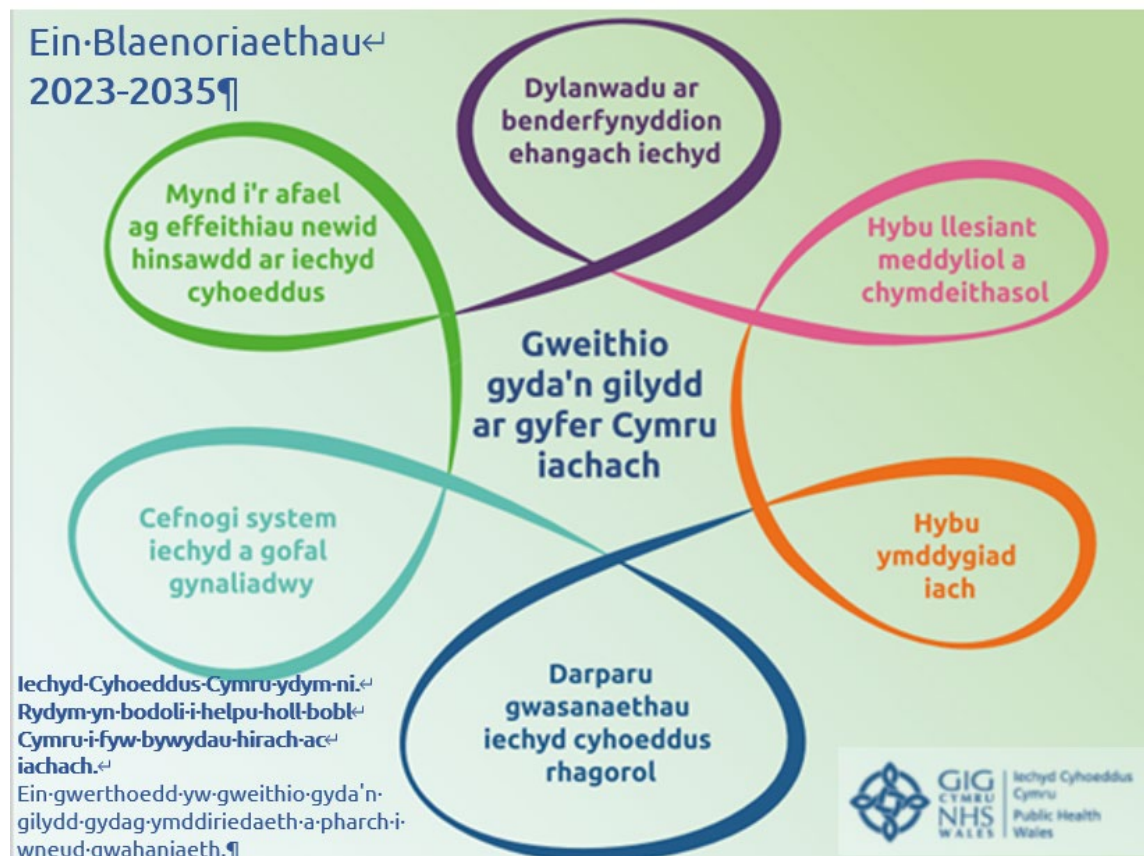 Ein·Blaenoriaethau↵
2023-2035¶
Dylanwadu ar
benderfynyddion
ehangach iechyd
Mynd i'r afael
ag effeithiau newid
hinsawdd ar iechyd
cyhoeddus
Hybu llesiant
meddyliol a
chymdeithasol
Gweithio
gyda'n gilydd
ar gyfer Cymru
iachach
Cefnogi system
iechyd a gofal
gynaliadwy
Hybu
ymddygiad
iach
Darparu
gwasanaethau
iechyd cyhoeddus
rhagorol
Iechyd·Cyhoeddus·Cymru·ydym·ni.↵
Rydym·yn·bodoli·i·helpu·holl·bobl↵
Cymru·i·fyw·bywydau·hirach·ac↵
iachach.↵
Ein·gwerthoedd·yw·gweithio·gyda'n·
gilydd·gydag·ymddiriedaeth·a·pharch·i·
wneud·gwahaniaeth.¶
GIG
CYMRU
NHS
WALES
Iechyd Cyhoeddus
Cymru
Public Health
Wales